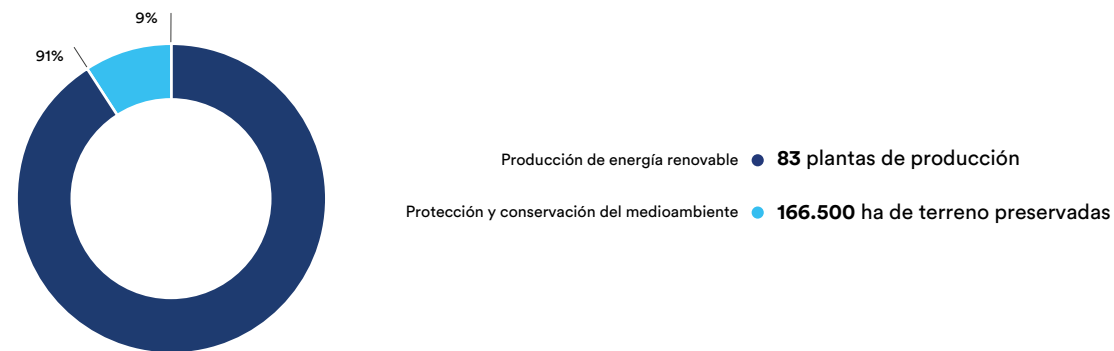 9%
91%
Producción de energía renovable 83 plantas de producción
Protección y conservación del medioambiente 166.500 ha de terreno preservadas